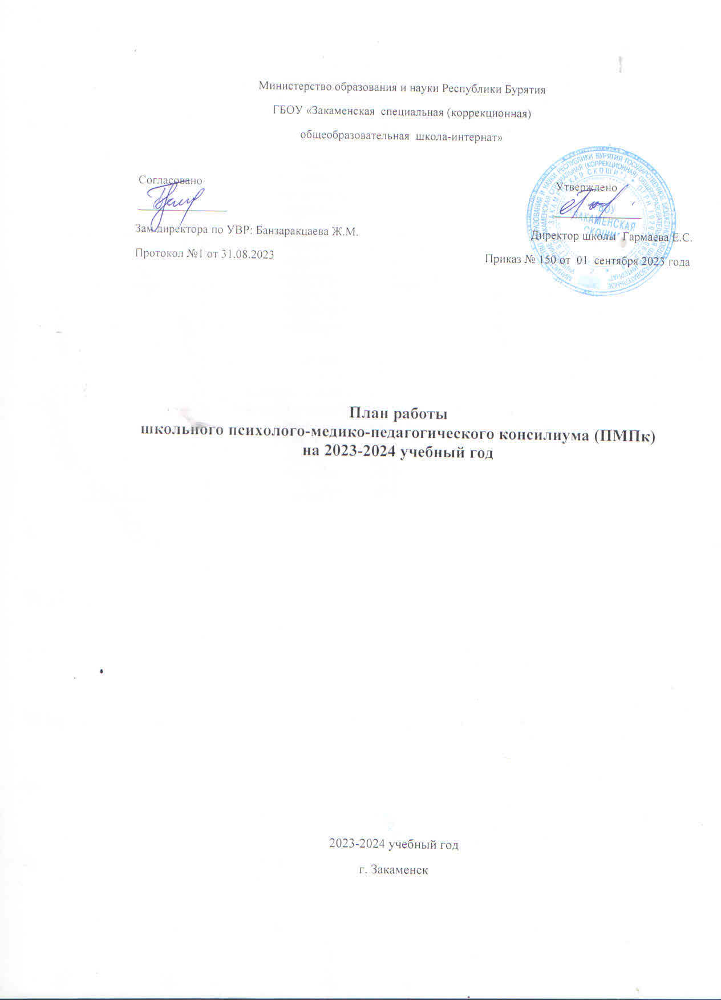 Министерство образования и науки Республики Бурятия
ГБОУ «Закаменская специальная (коррекционная)
общеобразовательная школа-интернат»
Согласовано
Утверждено
Зам.директора по УВР: Банзаракцаева Ж.М.
Директор школы Гармаева Е.С.
Протокол №1 от 31.08.2023
Приказ № 150 от 01 сентября 2023 года
ГБОУ
ЗАКАМЕНСКАЯ
СКОШИ"
План работы
школьного психолого-медико-педагогического консилиума (ПМПк)
на 2023-2024 учебный год
2023-2024 учебный год
г. Закаменск